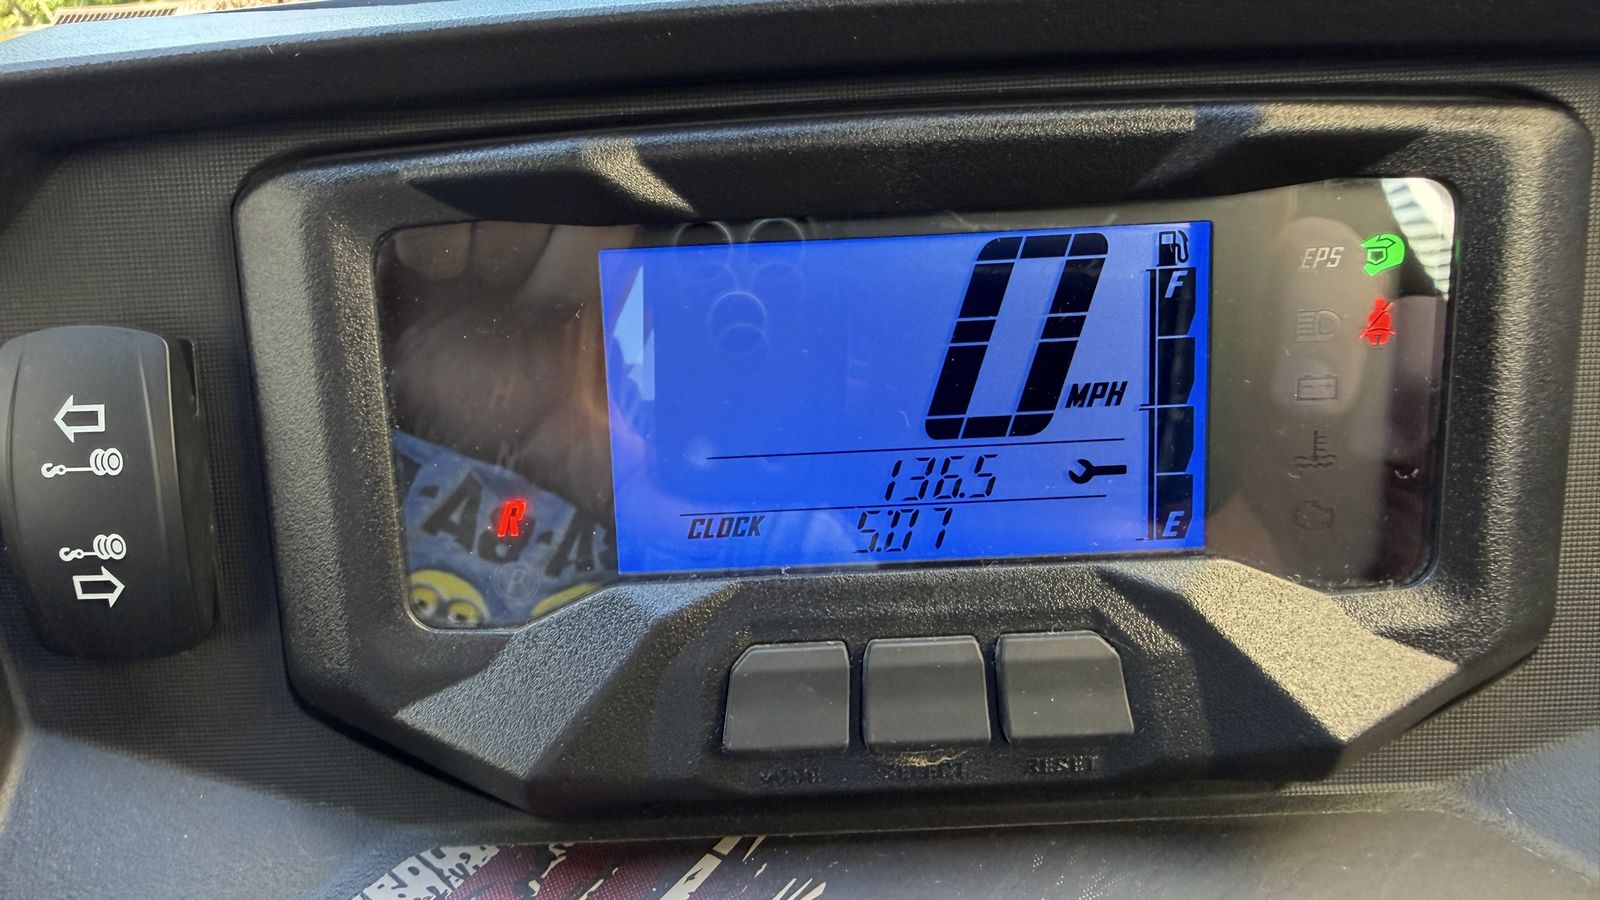 0
MPH
F
EPS
H
N
R
136.5
CLOCK 5:07
E
MODE
SELECT
RESET